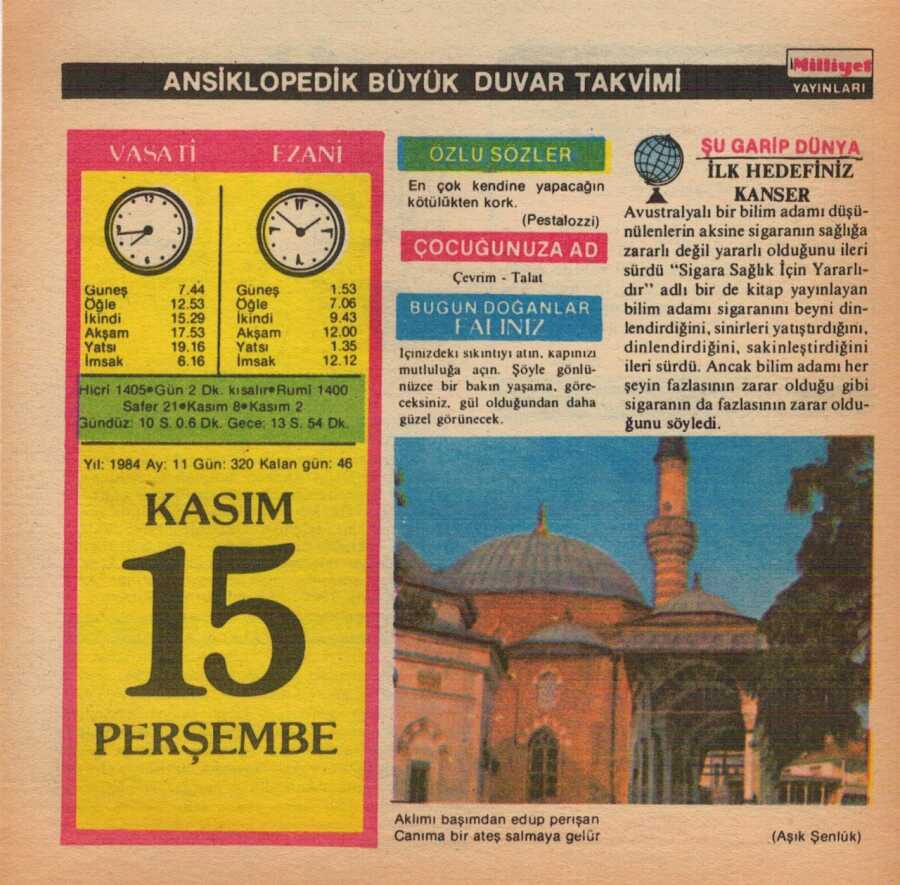 ANSİKLOPEDİK BÜYÜK DUVAR TAKVİMİ
Milliyet
YAYINLARI
VASATİ
EZANİ
Güneş 7.44
Öğle 12.53
İkindi 15.29
Akşam 17.53
Yatsı 19.16
İmsak 6.16
Güneş 1.53
Öğle 7.06
İkindi 9.43
Akşam 12.00
Yatsı 1.35
İmsak 12.12
Hicri 1405•Gün 2 Dk. kısalır•Rumi 1400
Safer 21•Kasım 8•Kasım 2
Gündüz: 10 S. 0.6 Dk. Gece: 13 S. 54 Dk.
Yıl: 1984 Ay: 11 Gün: 320 Kalan gün: 46
KASIM
15
PERŞEMBE
ÖZLÜ SÖZLER
En çok kendine yapacağın
kötülükten kork.
(Pestalozzi)
ÇOCUĞUNUZA AD
Çevrim - Talat
BUGÜN DOĞANLAR
FALINIZ
İçinizdeki sıkıntıyı atın, kapınızı
mutluluğa açın. Şöyle gönlü-
nüzce bir bakın yaşama, göre-
ceksiniz, gül olduğundan daha
güzel görünecek.
ŞU GARİP DÜNYA
İLK HEDEFİNİZ
KANSER
Avustralyalı bir bilim adamı düşü-
nülenlerin aksine sigaranın sağlığa
zararlı değil yararlı olduğunu ileri
sürdü "Sigara Sağlık İçin Yararlı-
dır" adlı bir de kitap yayınlayan
bilim adamı sigaranını beyni din-
lendirdiğini, sinirleri yatıştırdığını,
dinlendirdiğini, sakinleştirdiğini
ileri sürdü. Ancak bilim adamı her
şeyin fazlasının zarar olduğu gibi
sigaranın da fazlasının zarar oldu-
ğunu söyledi.
Aklımı başımdan edup perışan
Canıma bir ateş salmaya gelür
(Aşık Şenlük)